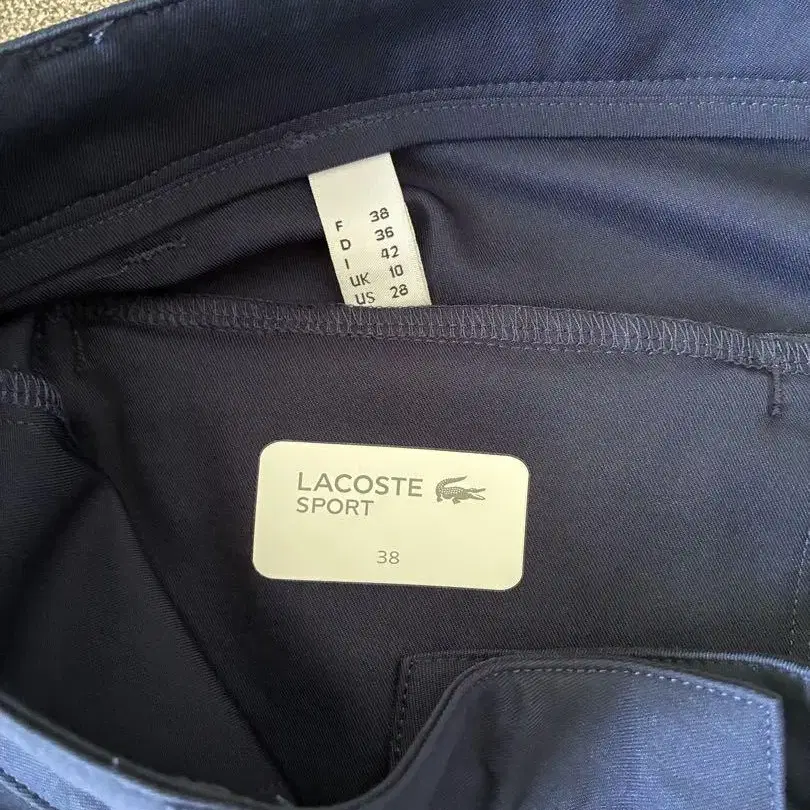 F 38
D 36
I 42
UK 10
US 28
LACOSTE
SPORT
38